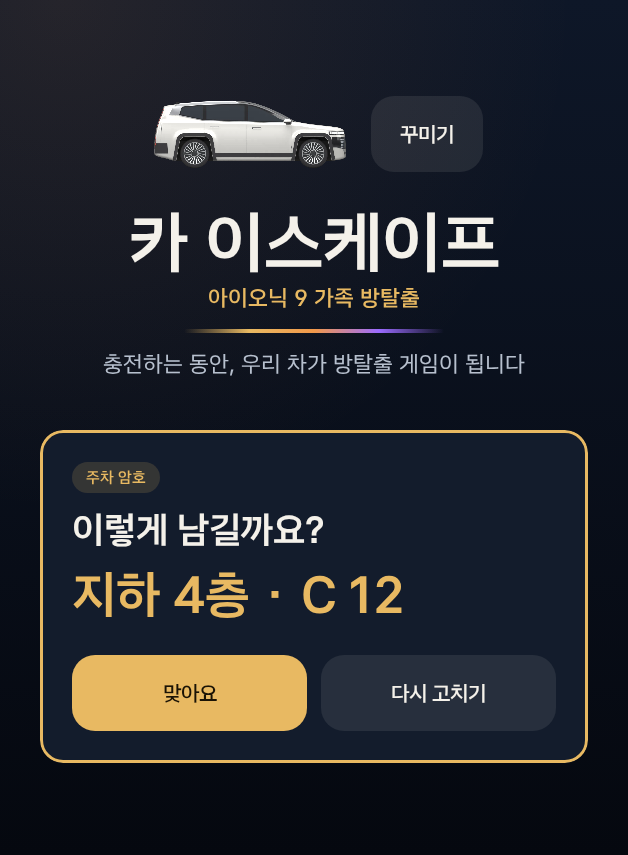 꾸미기
카 이스케이프
아이오닉 9 가족 방탈출
충전하는 동안, 우리 차가 방탈출 게임이 됩니다
주차 암호
이렇게 남길까요?
지하 4층 · C 12
맞아요
다시 고치기